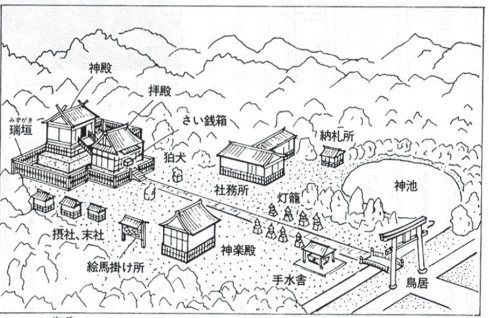 神殿
拝殿
みずがき
瑞垣
さい銭箱
狛犬
納札所
社務所
神池
灯籠
摂社、末社
絵馬掛け所
神楽殿
手水舎
鳥居